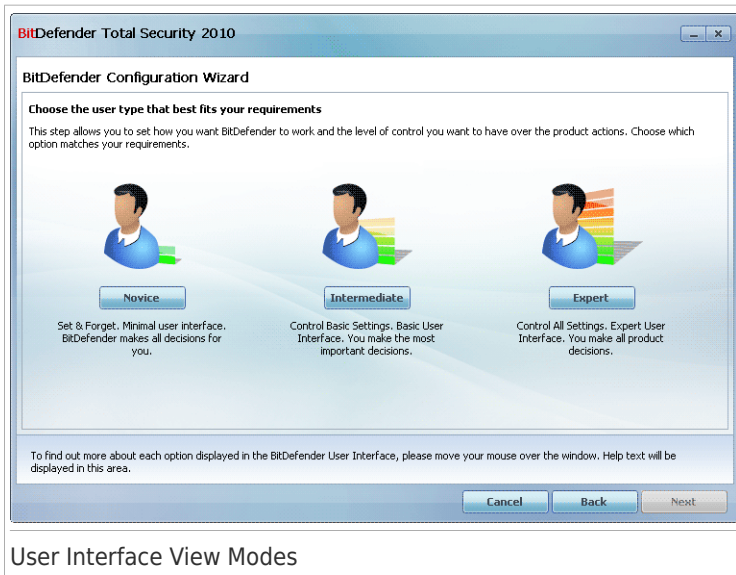 BitDefender Total Security 2010
BitDefender Configuration Wizard
Choose the user type that best fits your requirements
This step allows you to set how you want BitDefender to work and the level of control you want to have over the product actions. Choose which
option matches your requirements.
Novice
Set & Forget. Minimal user interface.
BitDefender makes all decisions for
you.
Intermediate
Control Basic Settings. Basic User
Interface. You make the most
important decisions.
Expert
Control All Settings. Expert User
Interface. You make all product
decisions.
To find out more about each option displayed in the BitDefender User Interface, please move your mouse over the window. Help text will be
displayed in this area.
Cancel Back Next
User Interface View Modes